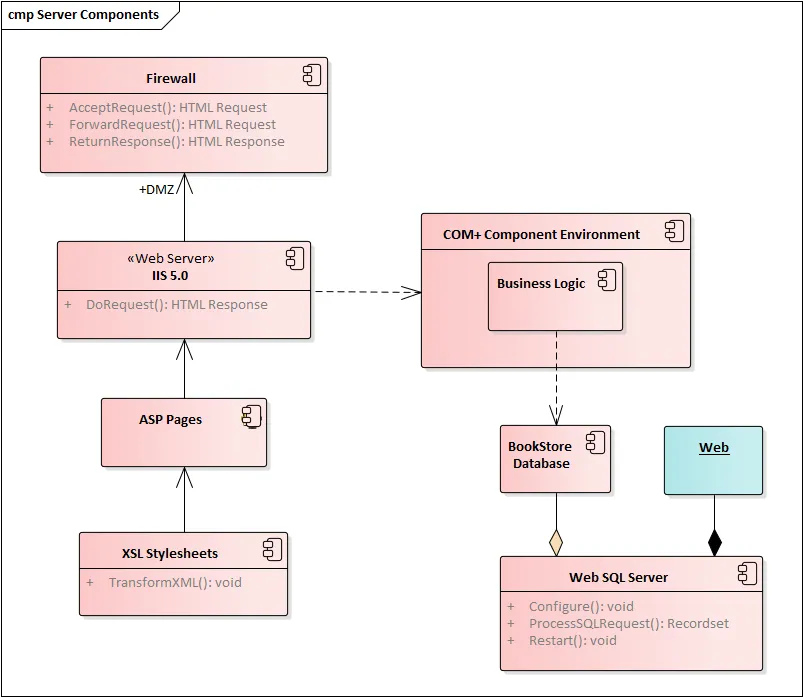 cmp Server Components
Firewall
+ AcceptRequest(): HTML Request
+ ForwardRequest(): HTML Request
+ ReturnResponse(): HTML Response
+DMZ
«Web Server»
IIS 5.0
+ DoRequest(): HTML Response
COM+ Component Environment
Business Logic
ASP Pages
BookStore
Database
Web
XSL Stylesheets
+ TransformXML(): void
Web SQL Server
+ Configure(): void
+ ProcessSQLRequest(): Recordset
+ Restart(): void